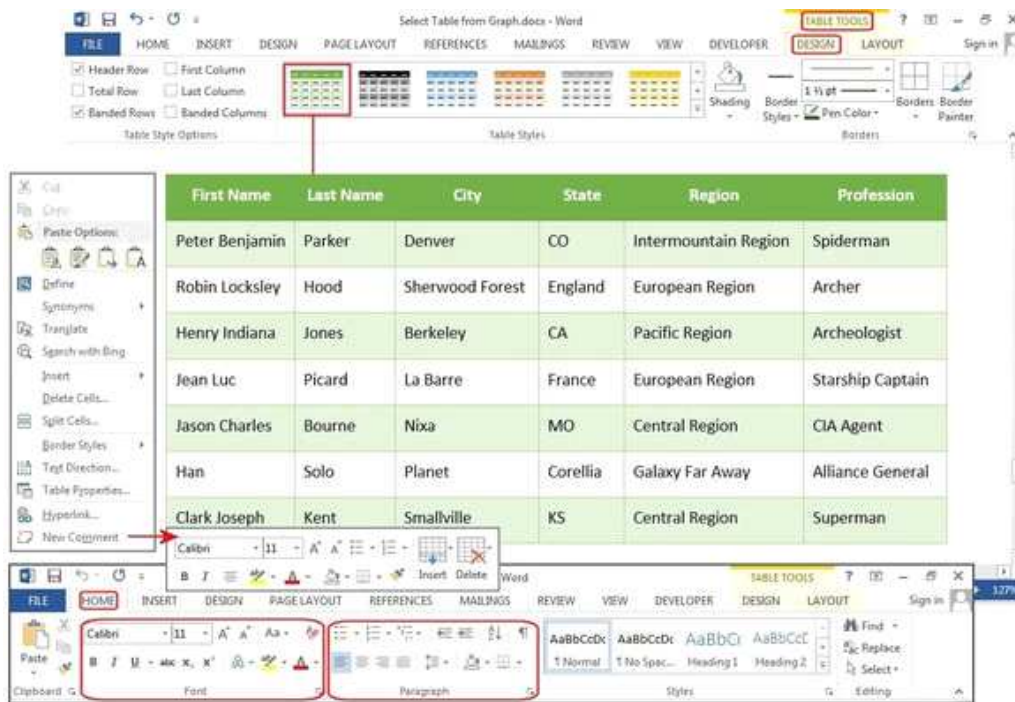 Select Table from Graph.docx - Word
TABLE TOOLS
?
FILE HOME INSERT DESIGN PAGE LAYOUT REFERENCES MAILINGS REVIEW VIEW DEVELOPER DESIGN LAYOUT Sign in
Header Row First Column
Total Row Last Column
Banded Rows Banded Columns
Table Style Options
Table Styles
Shading
Border Styles
1 ½ pt
Pen Color
Borders
Border Painter
Borders
Cut
Copy
Paste Options:
Define
Synonyms
Translate
Search with Bing
Insert
Delete Cells...
Split Cells...
Border Styles
Text Direction...
Table Properties...
Hyperlink...
New Comment
First Name Last Name City State Region Profession
Peter Benjamin Parker Denver CO Intermountain Region Spiderman
Robin Locksley Hood Sherwood Forest England European Region Archer
Henry Indiana Jones Berkeley CA Pacific Region Archeologist
Jean Luc Picard La Barre France European Region Starship Captain
Jason Charles Bourne Nixa MO Central Region CIA Agent
Han Solo Planet Corellia Galaxy Far Away Alliance General
Clark Joseph Kent Smallville KS Central Region Superman
Calibri 11 A A
B I A Insert Delete
Word
TABLE TOOLS
?
127%
FILE HOME INSERT DESIGN PAGE LAYOUT REFERENCES MAILINGS REVIEW VIEW DEVELOPER DESIGN LAYOUT Sign in
Paste
Clipboard
Calibri 11 A A Aa
B I U abc x, x² A A
Font
Paragraph
AaBbCcDc AaBbCcDc AaBbCc AaBbCcC
¶ Normal ¶ No Spac... Heading 1 Heading 2
Styles
Find
Replace
Select
Editing